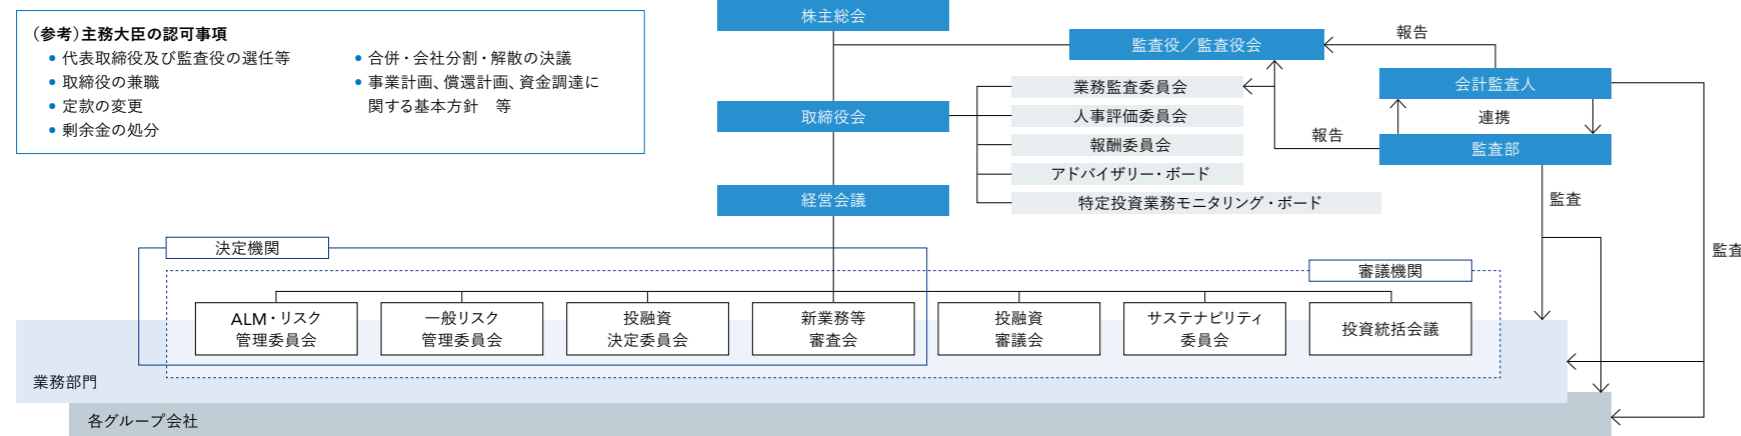 (参考)主務大臣の認可事項
● 代表取締役及び監査役の選任等
● 取締役の兼職
● 定款の変更
● 剰余金の処分
● 合併・会社分割・解散の決議
● 事業計画、償還計画、資金調達に
関する基本方針　等
株主総会
監査役／監査役会
報告
会計監査人
連携
監査部
報告
取締役会
業務監査委員会
人事評価委員会
報酬委員会
アドバイザリー・ボード
特定投資業務モニタリング・ボード
経営会議
監査
監査
決定機関
審議機関
ALM・リスク
管理委員会
一般リスク
管理委員会
投融資
決定委員会
新業務等
審査会
投融資
審議会
サステナビリティ
委員会
投資統括会議
業務部門
各グループ会社